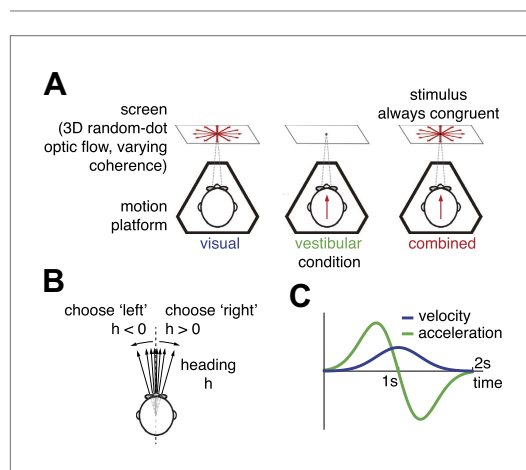 A
screen
(3D random-dot
optic flow, varying
coherence)
stimulus
always congruent
motion
platform
visual
vestibular
condition
combined
B
choose 'left'
h < 0
choose 'right'
h > 0
heading
h
C
velocity
acceleration
1s
2s
time